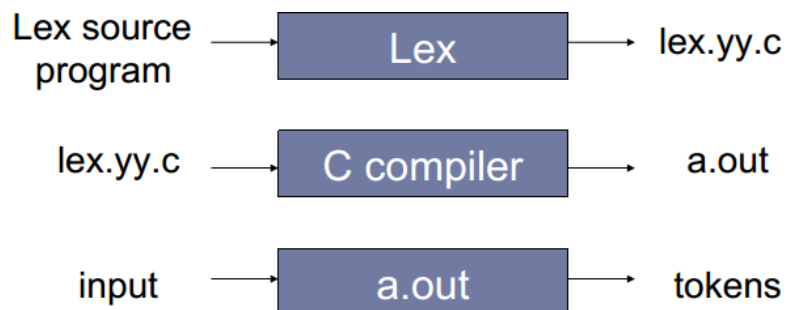 Lex source
program
Lex
lex.yy.c
lex.yy.c
C compiler
a.out
input
a.out
tokens